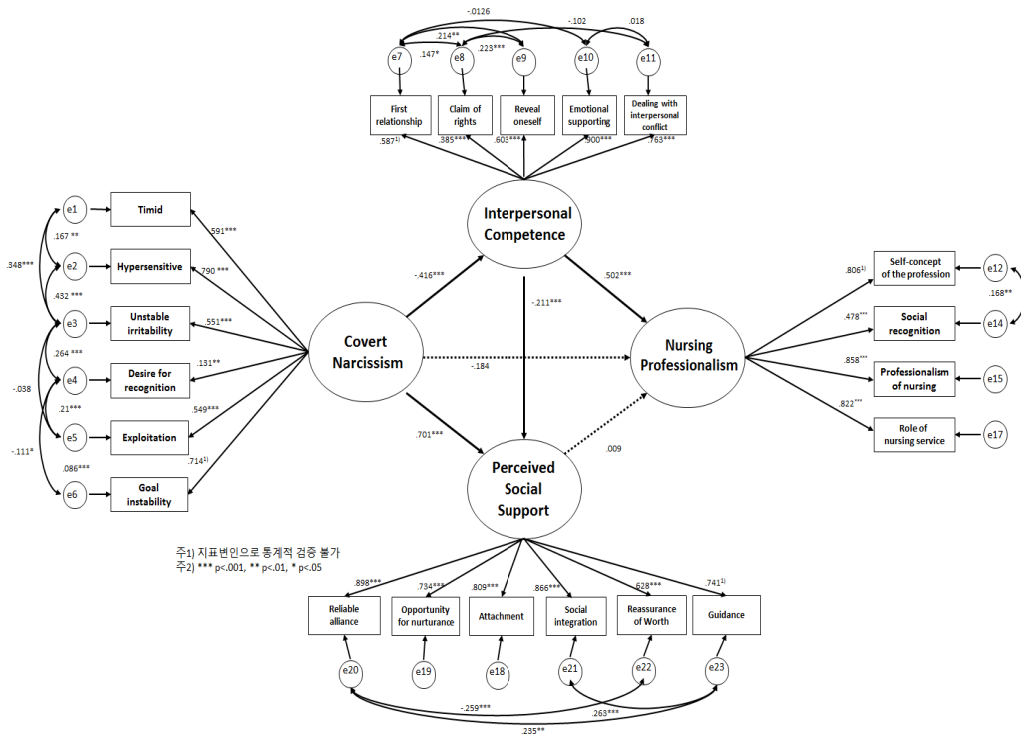 -.0126
-.102
.018
.214**
.147*
.223***
e7
e8
e9
e10
e11
First
relationship
Claim of
rights
Reveal
oneself
Emotional
supporting
Dealing with
interpersonal
conflict
.587¹⁾
.385***
.603***
.900***
.763***
Interpersonal
Competence
e1
Timid
.591***
.167 **
.348***
e2
Hypersensitive
.790 ***
.432 ***
e3
Unstable
irritability
.551***
.264 ***
e4
Desire for
recognition
.131**
-.038
.21***
e5
Exploitation
.549***
-.111*
.086***
e6
Goal
instability
.714¹⁾
Covert
Narcissism
-.416***
.502***
-.211***
-.184
.701***
.009
Nursing
Professionalism
.806¹⁾
Self-concept
of the profession
e12
.168**
.478***
Social
recognition
e14
.858***
Professionalism
of nursing
e15
.822***
Role of
nursing service
e17
Perceived
Social
Support
주1) 지표변인으로 통계적 검증 불가
주2) *** p<.001, ** p<.01, * p<.05
.898***
.734***
.809***
.866***
.628***
.741¹⁾
Reliable
alliance
Opportunity
for nurturance
Attachment
Social
integration
Reassurance
of Worth
Guidance
e20
e19
e18
e21
e22
e23
-.259***
.263***
.235**